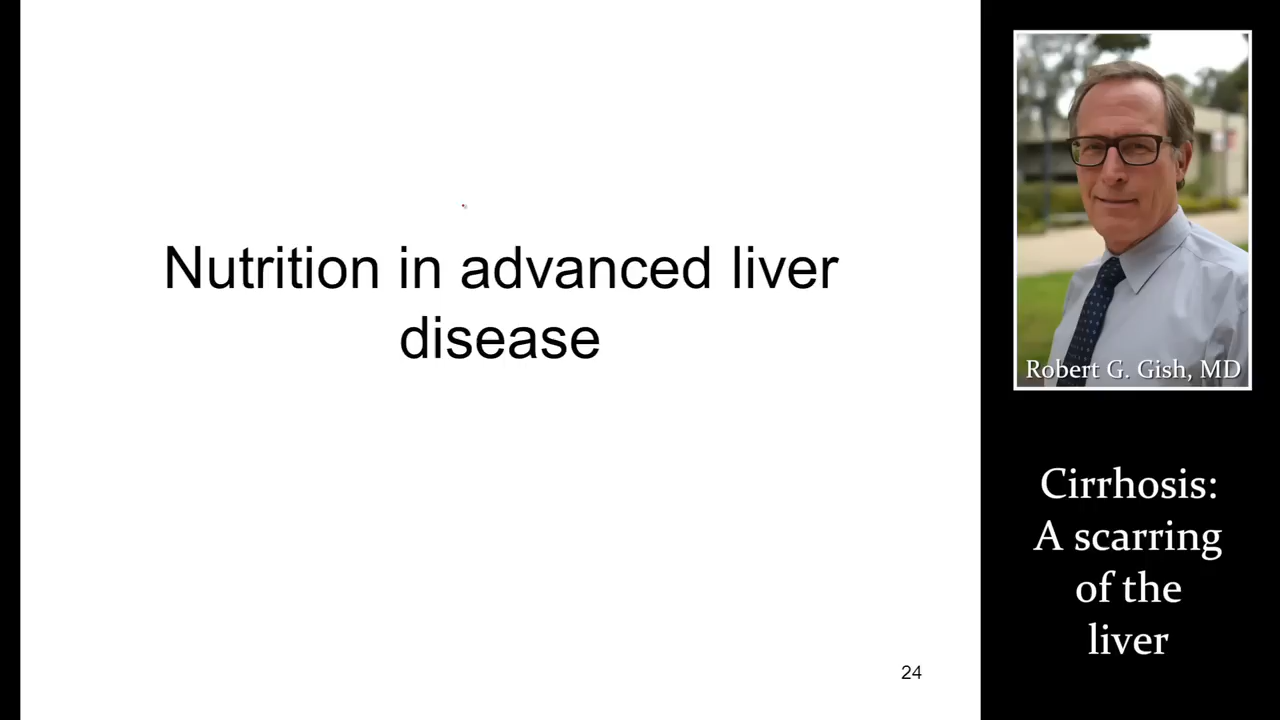 Nutrition in advanced liver
disease
24
Robert G. Gish, MD
Cirrhosis:
A scarring
of the
liver